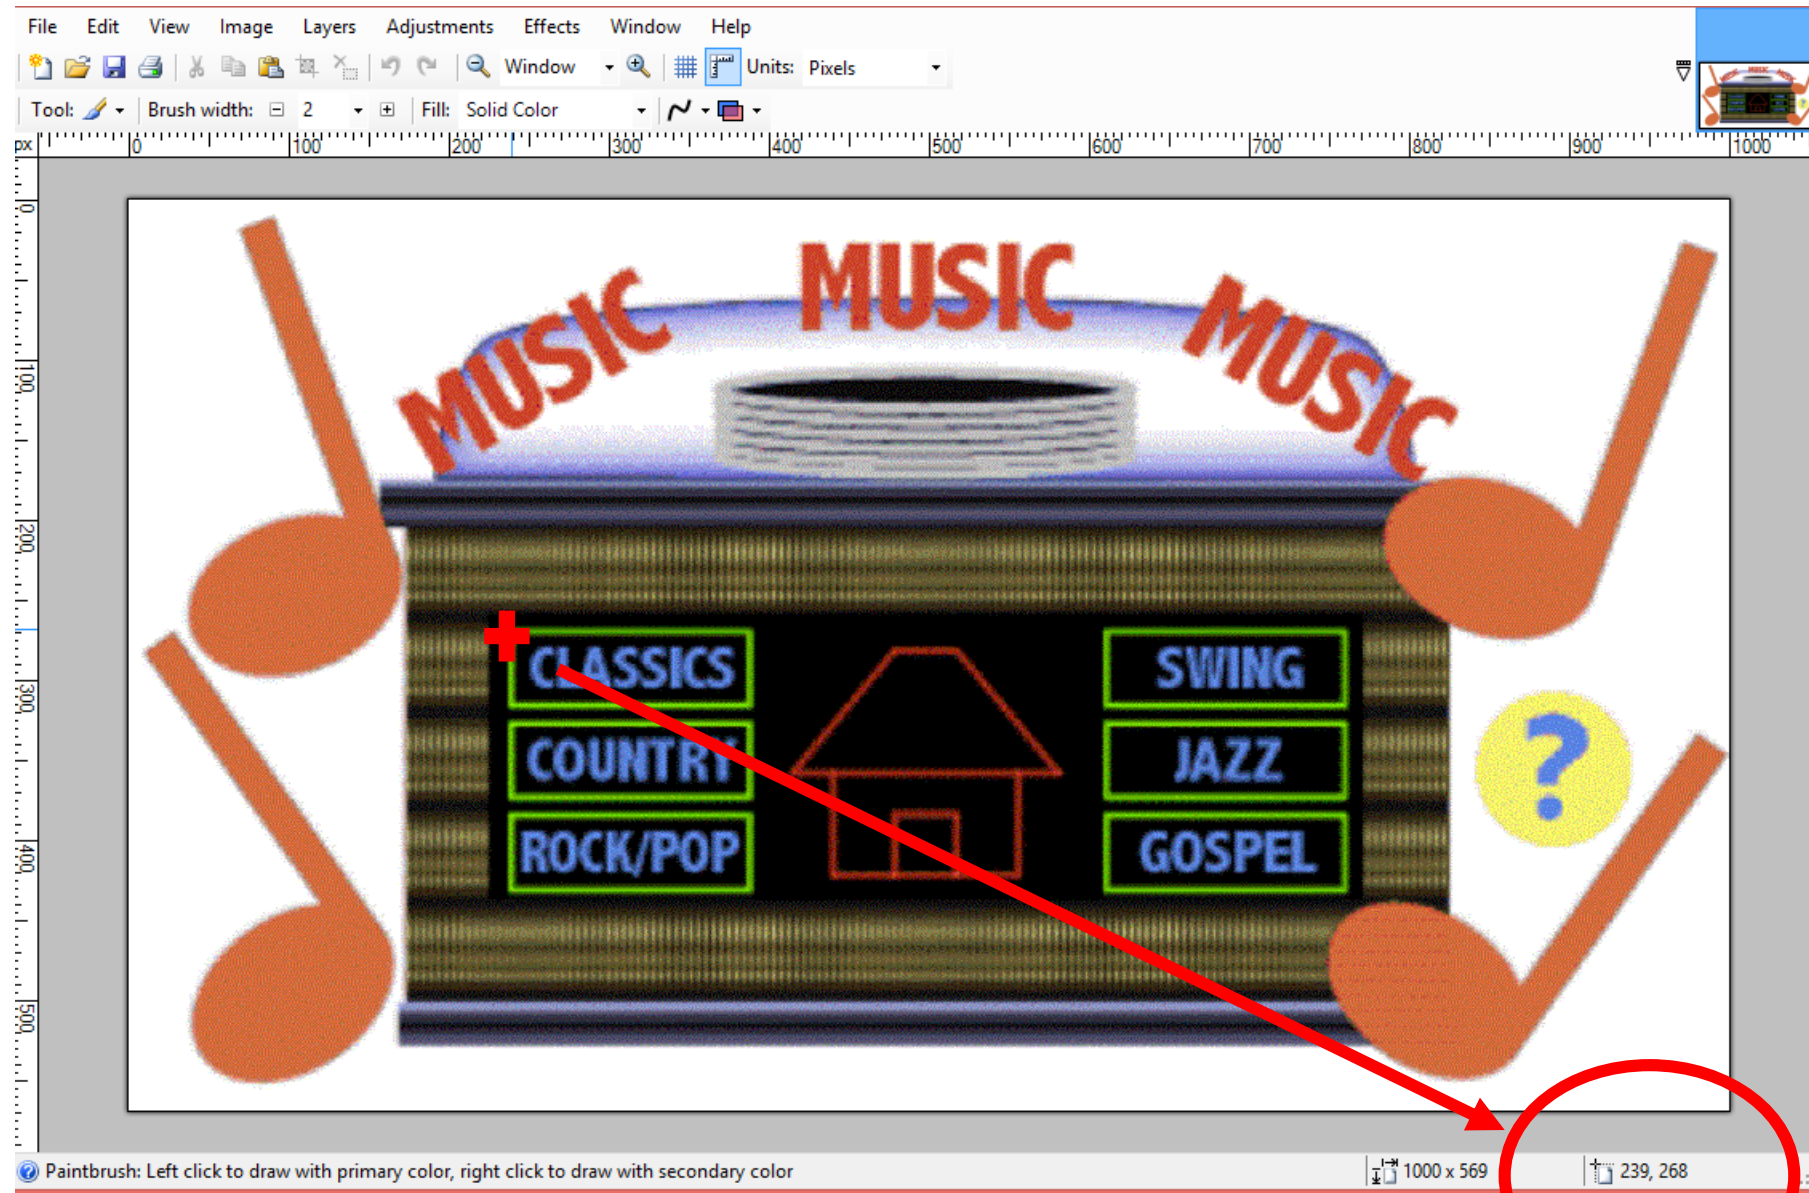 File Edit View Image Layers Adjustments Effects Window Help
Window Units: Pixels
Tool: Brush width: 2 Fill: Solid Color
px 0 100 200 300 400 500 600 700 800 900 1000
0
100
200
300
400
500
MUSIC MUSIC MUSIC
CLASSICS SWING
COUNTRY JAZZ
ROCK/POP GOSPEL
?
Paintbrush: Left click to draw with primary color, right click to draw with secondary color 1000 x 569 239, 268